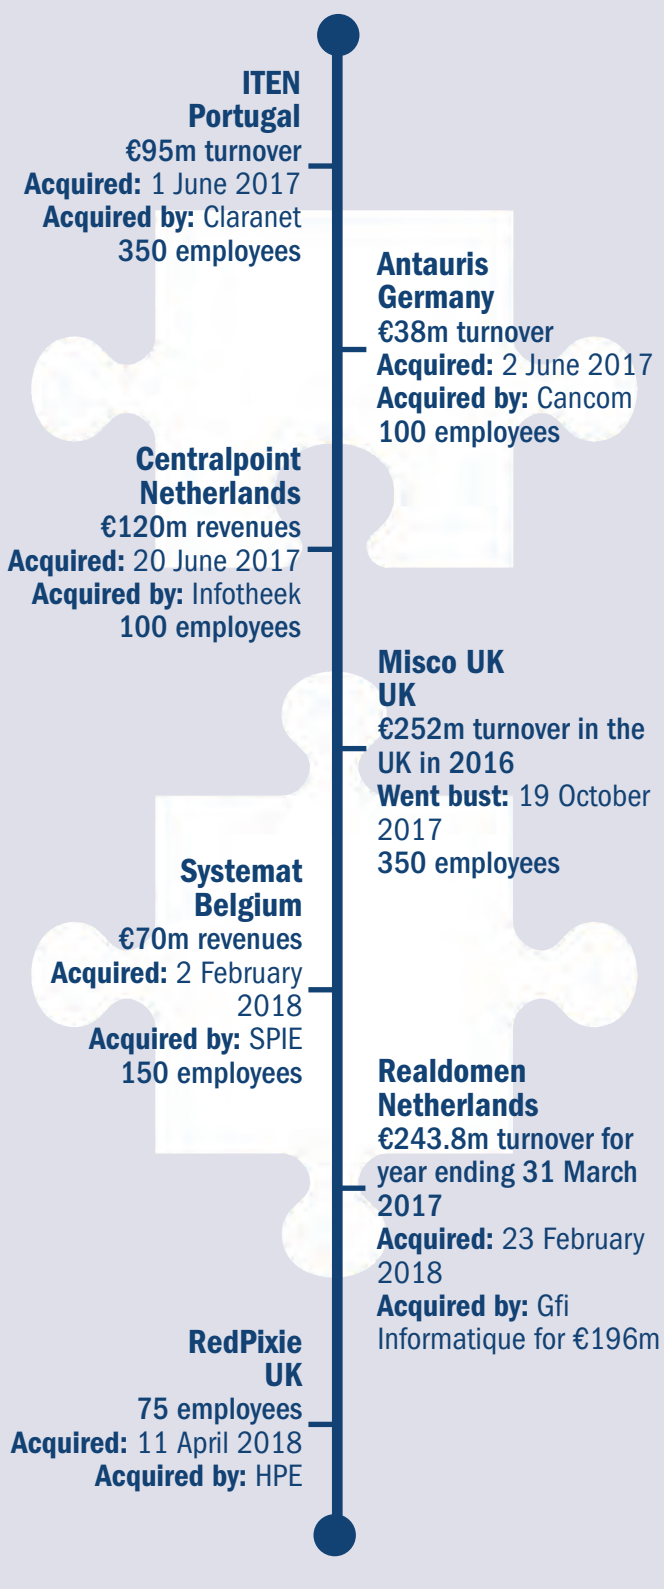 ITEN
Portugal
€95m turnover
Acquired: 1 June 2017
Acquired by: Claranet
350 employees
Antauris
Germany
€38m turnover
Acquired: 2 June 2017
Acquired by: Cancom
100 employees
Centralpoint
Netherlands
€120m revenues
Acquired: 20 June 2017
Acquired by: Infotheek
100 employees
Misco UK
UK
€252m turnover in the
UK in 2016
Went bust: 19 October
2017
350 employees
Systemat
Belgium
€70m revenues
Acquired: 2 February
2018
Acquired by: SPIE
150 employees
Realdomen
Netherlands
€243.8m turnover for
year ending 31 March
2017
Acquired: 23 February
2018
Acquired by: Gfi
Informatique for €196m
RedPixie
UK
75 employees
Acquired: 11 April 2018
Acquired by: HPE